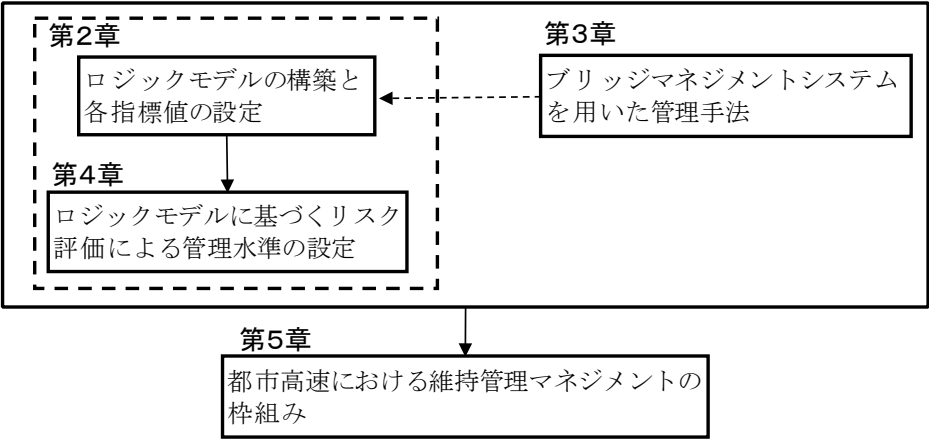 第2章
ロジックモデルの構築と
各指標値の設定
第3章
ブリッジマネジメントシステム
を用いた管理手法
第4章
ロジックモデルに基づくリスク
評価による管理水準の設定
第5章
都市高速における維持管理マネジメントの
枠組み